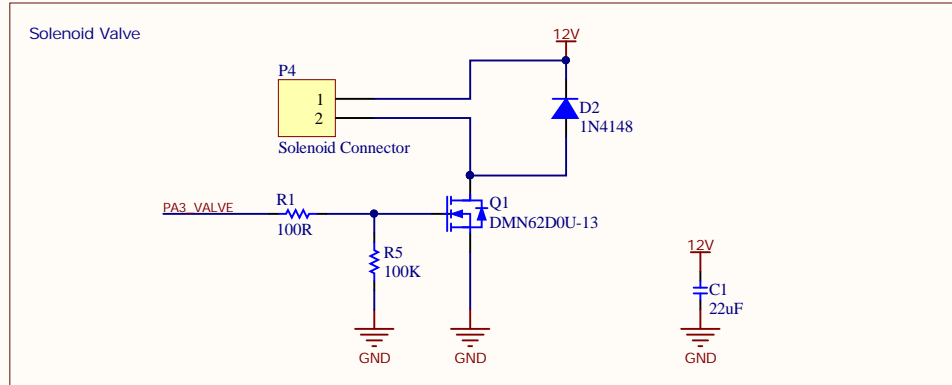 Solenoid Valve
12V
P4
1
2
Solenoid Connector
D2
1N4148
PA3_VALVE
R1
100R
Q1
DMN62D0U-13
R5
100K
12V
C1
22uF
GND
GND
GND